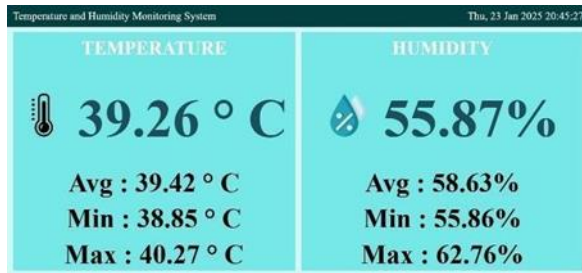 Temperature and Humidity Monitoring System
Thu, 23 Jan 2025 20:45:27
TEMPERATURE
39.26 ° C
Avg : 39.42 ° C
Min : 38.85 ° C
Max : 40.27 ° C
HUMIDITY
%
55.87%
Avg : 58.63%
Min : 55.86%
Max : 62.76%